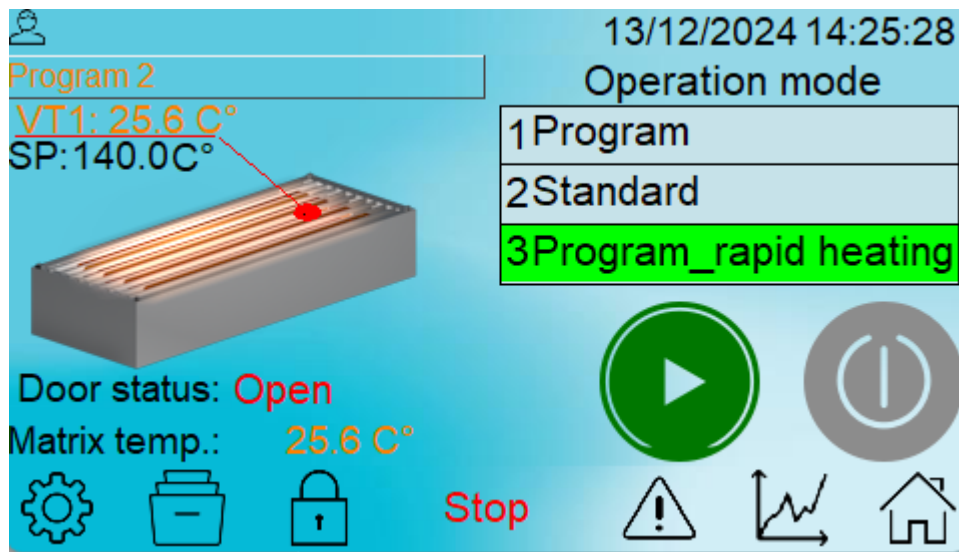 13/12/2024 14:25:28
Program 2
Operation mode
VT1: 25.6 C°
SP:140.0C°
1Program
2Standard
3Program_rapid heating
Door status: Open
Matrix temp.: 25.6 C°
Stop